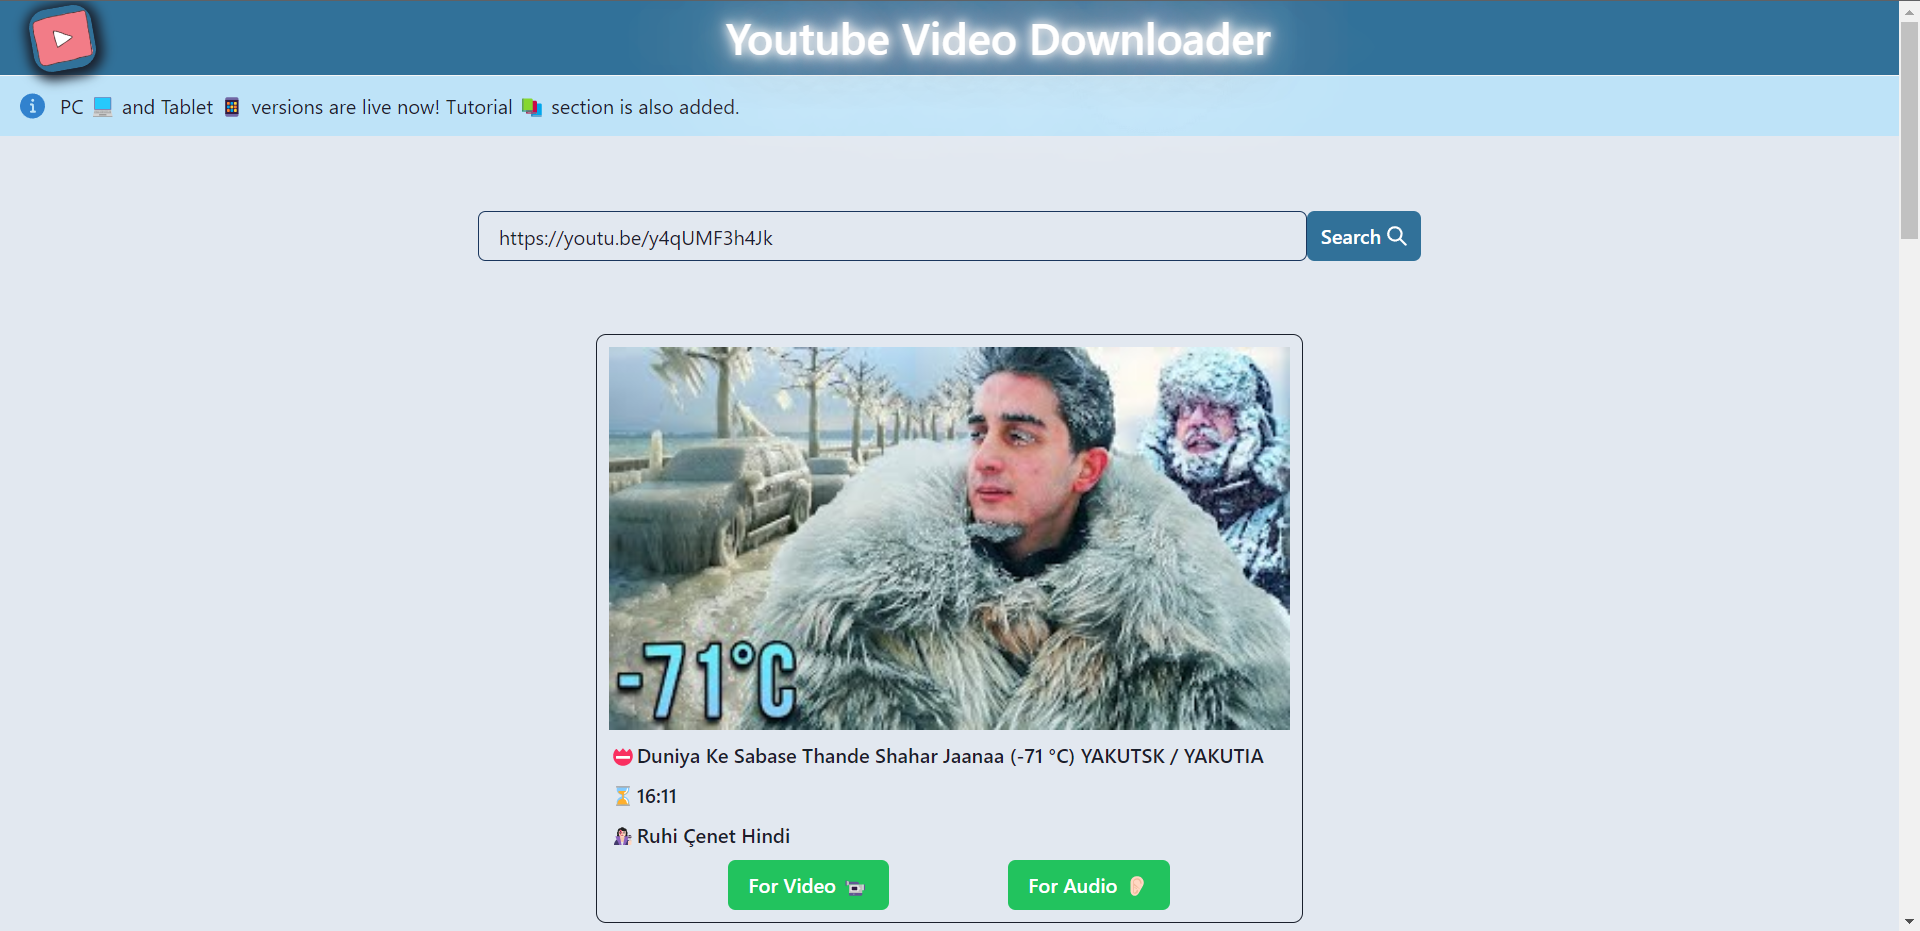 Youtube Video Downloader
PC 💻 and Tablet 📱 versions are live now! Tutorial 📚 section is also added.
https://youtu.be/y4qUMF3h4Jk
Search
-71°C
📛Duniya Ke Sabase Thande Shahar Jaanaa (-71 °C) YAKUTSK / YAKUTIA
⏳16:11
Ruhi Çenet Hindi
For Video
For Audio